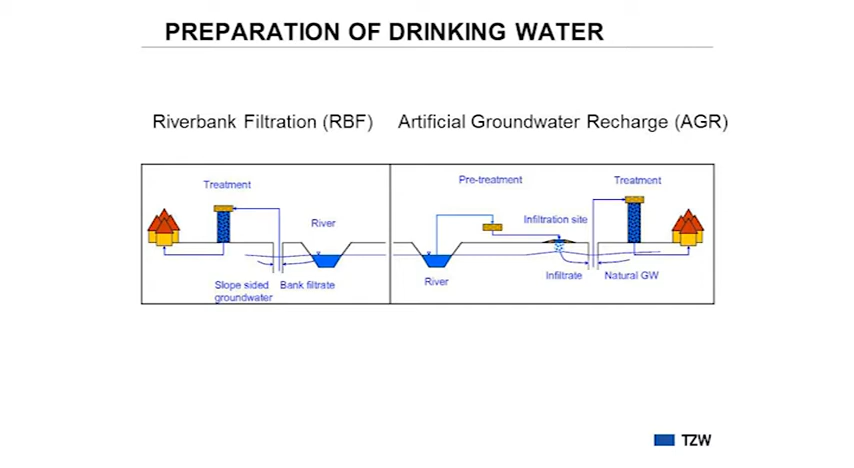 PREPARATION OF DRINKING WATER
Riverbank Filtration (RBF)
Artificial Groundwater Recharge (AGR)
Treatment
River
Slope sided
groundwater
Bank filtrate
Pre-treatment
Treatment
Infiltration site
River
Infiltrate
Natural GW
TZW